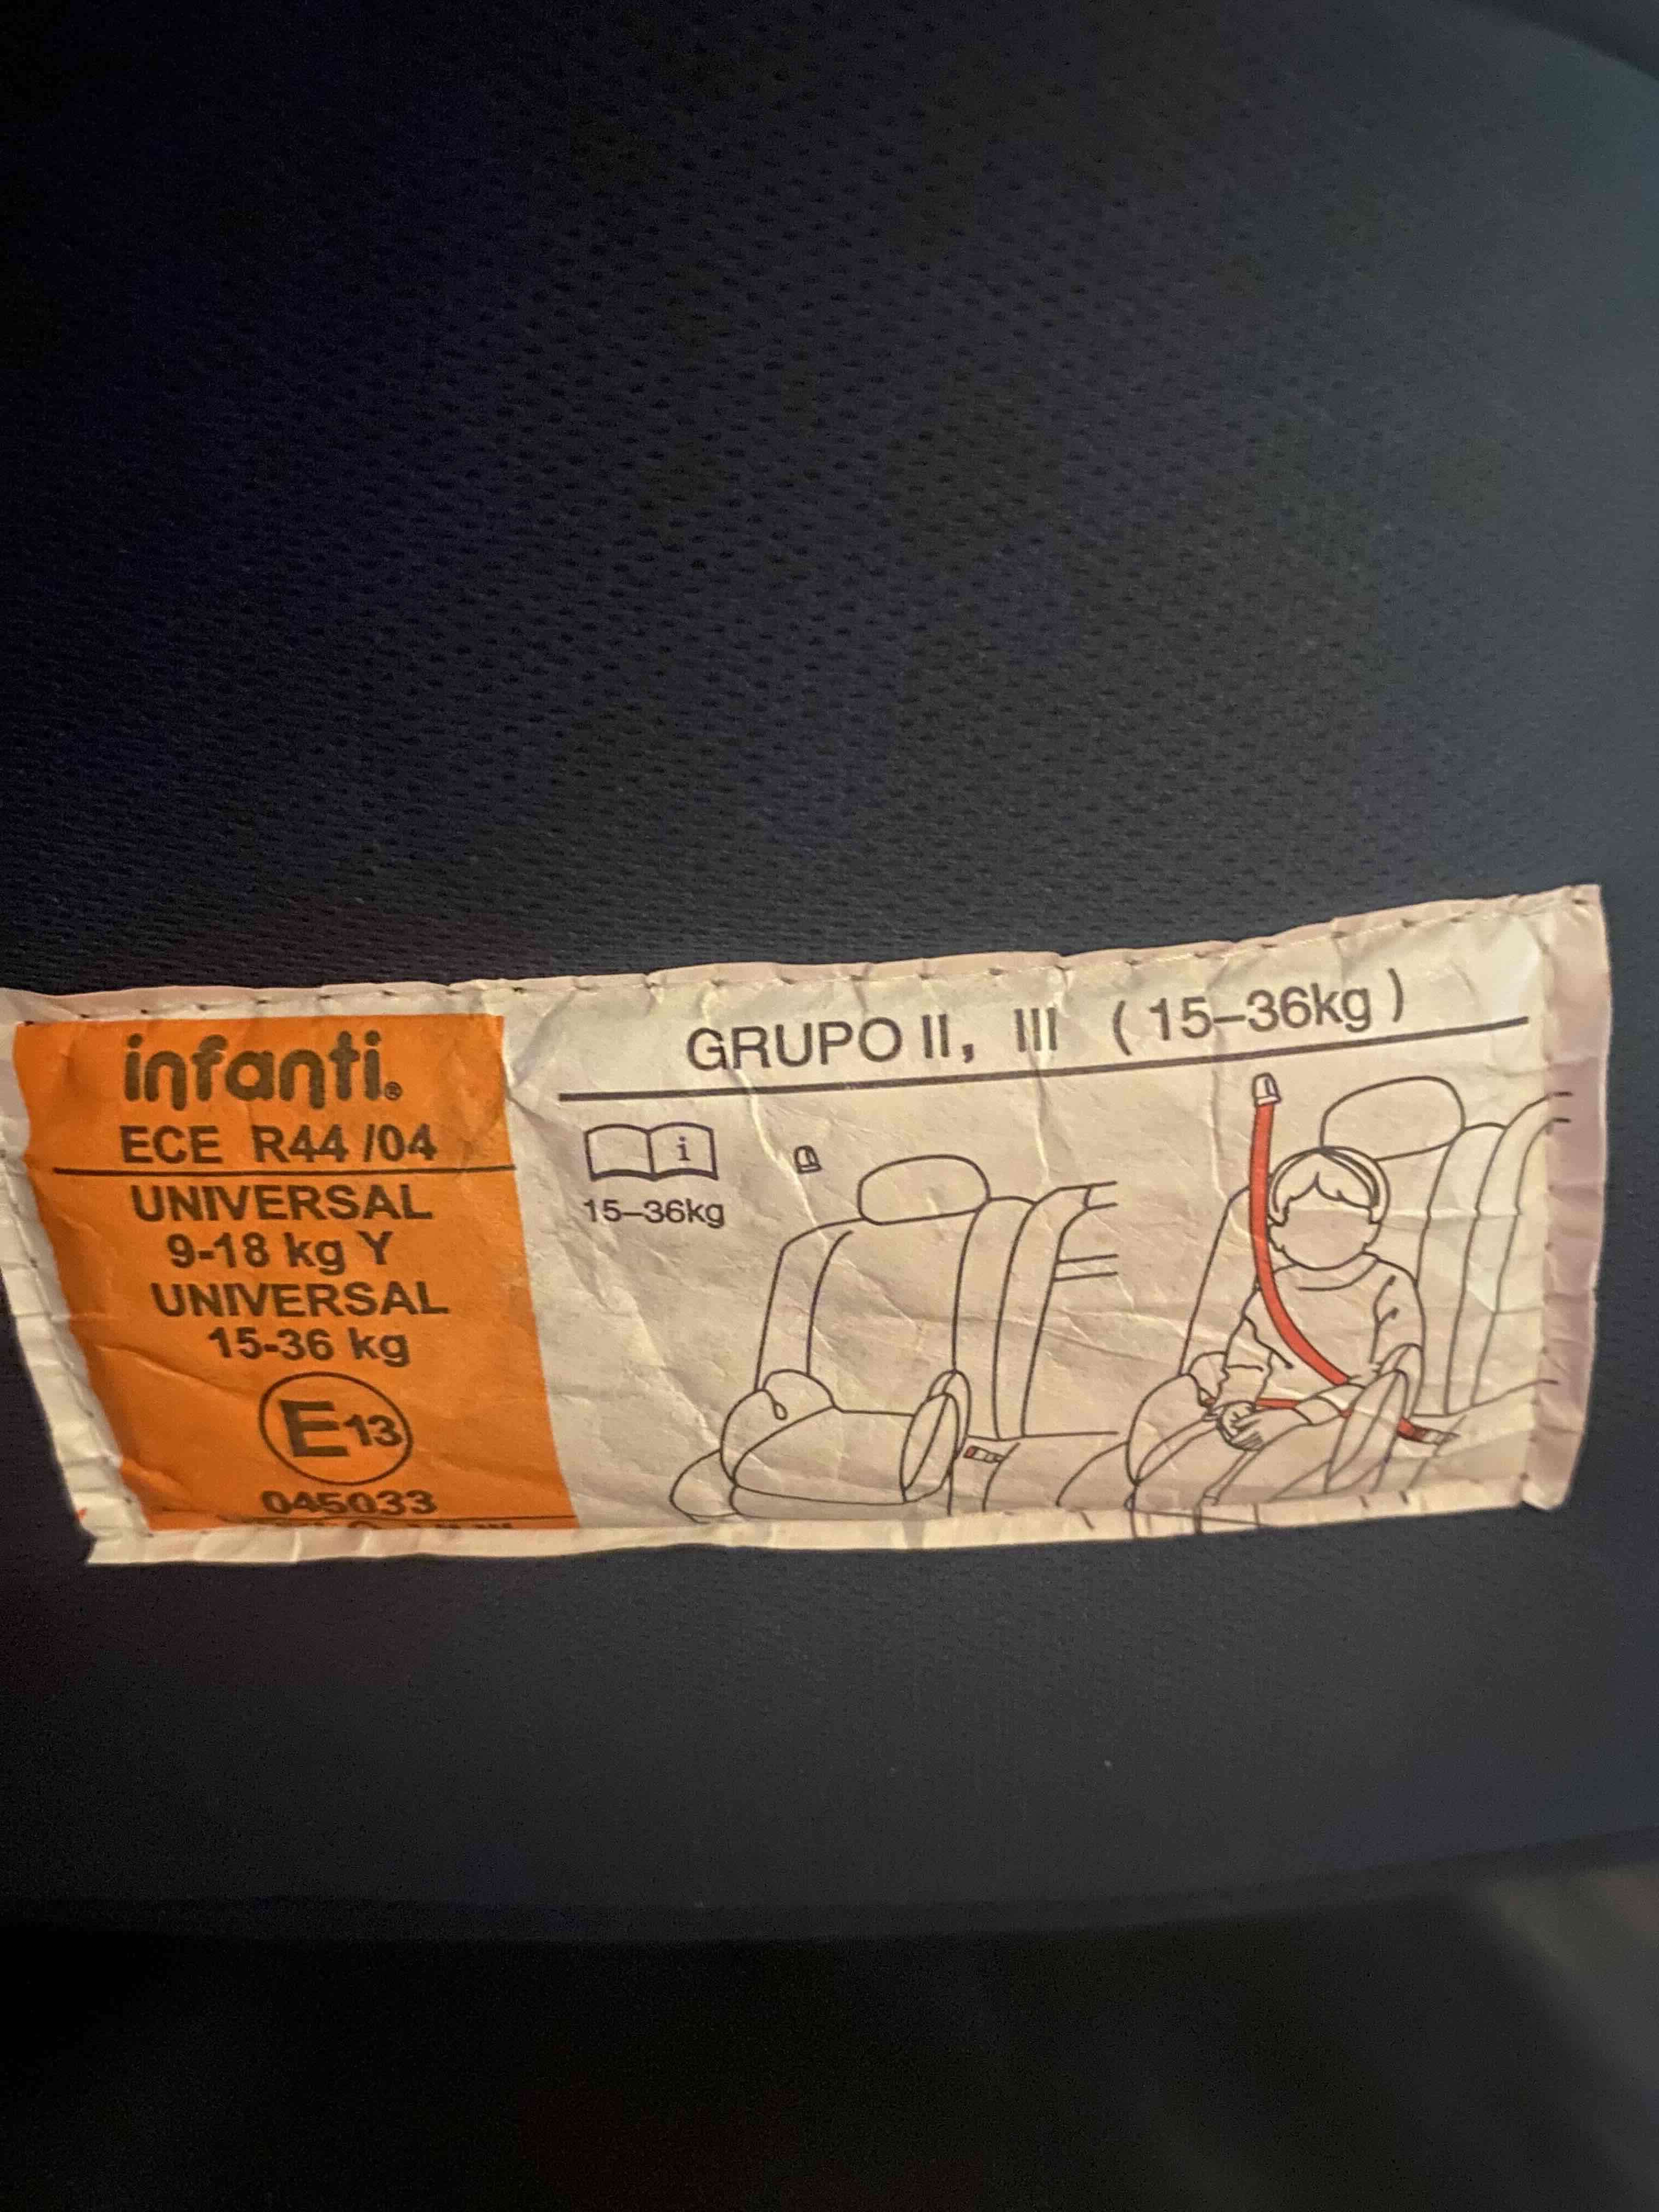 infanti®
ECE R44/04
UNIVERSAL
9-18 kg Y
UNIVERSAL
15-36 kg
E13
045033
GRUPO II, III (15-36kg)
i
15-36kg